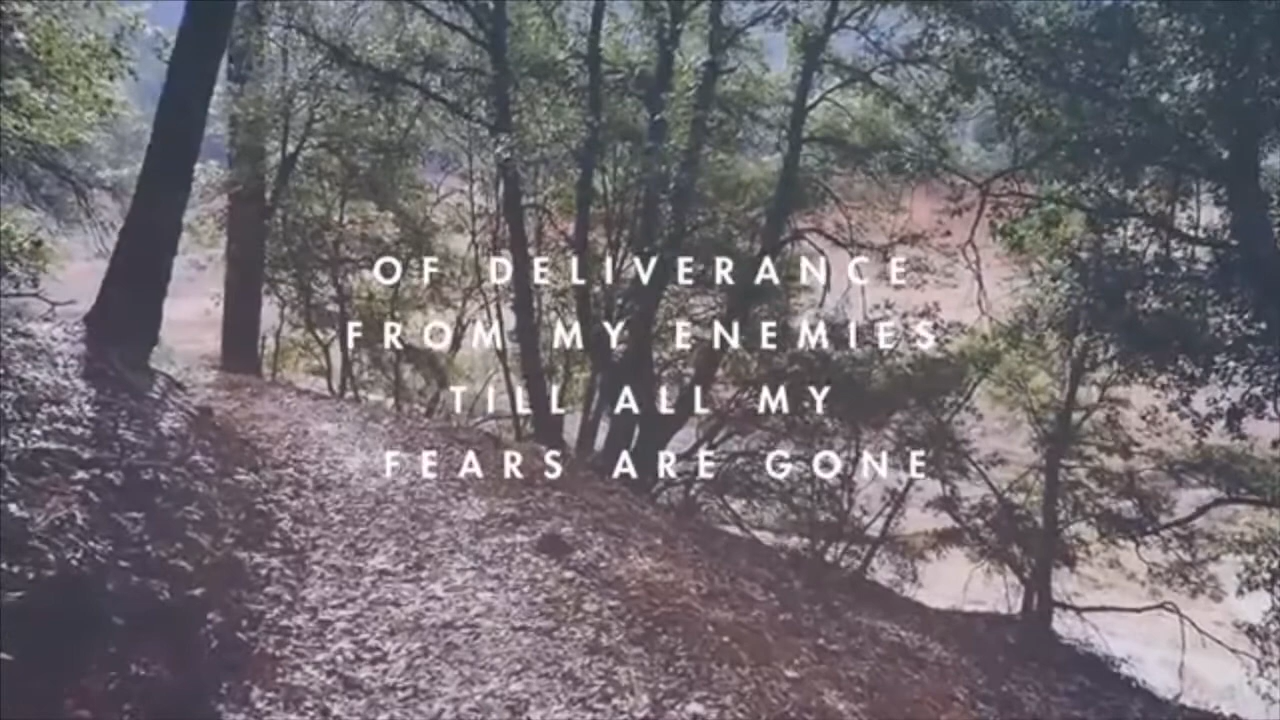 OF DELIVERANCE
FROM MY ENEMIES
TILL ALL MY
FEARS ARE GONE